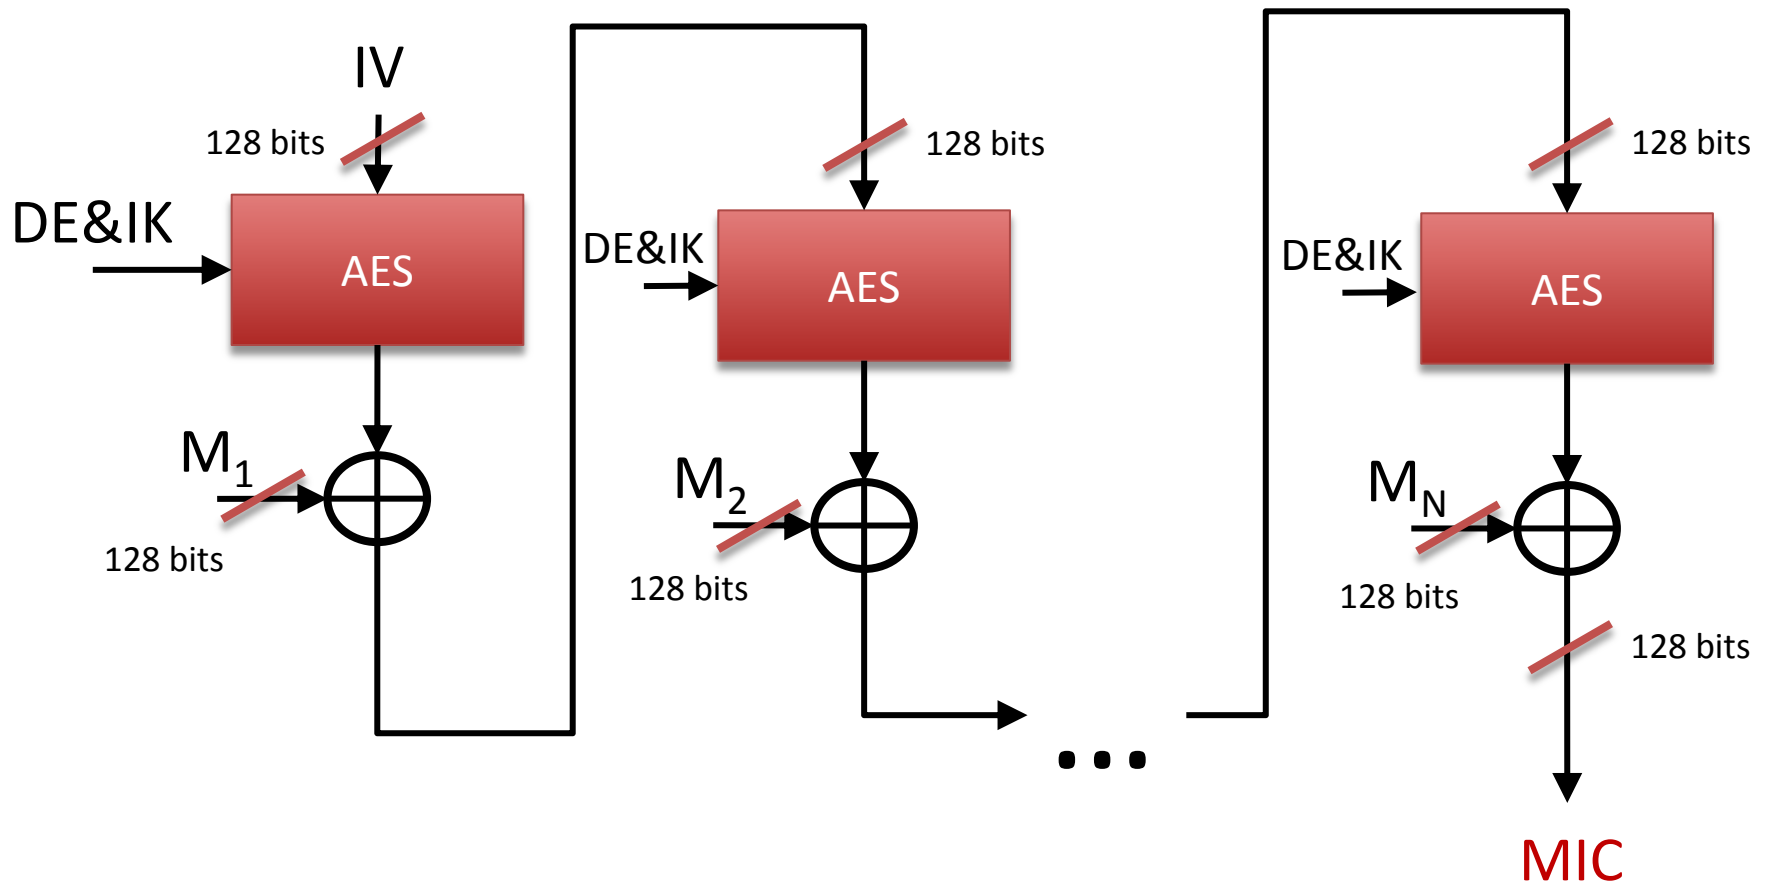 IV
128 bits
128 bits
128 bits
DE&IK
DE&IK
DE&IK
AES
AES
AES
M1
M2
MN
128 bits
128 bits
128 bits
128 bits
...
MIC